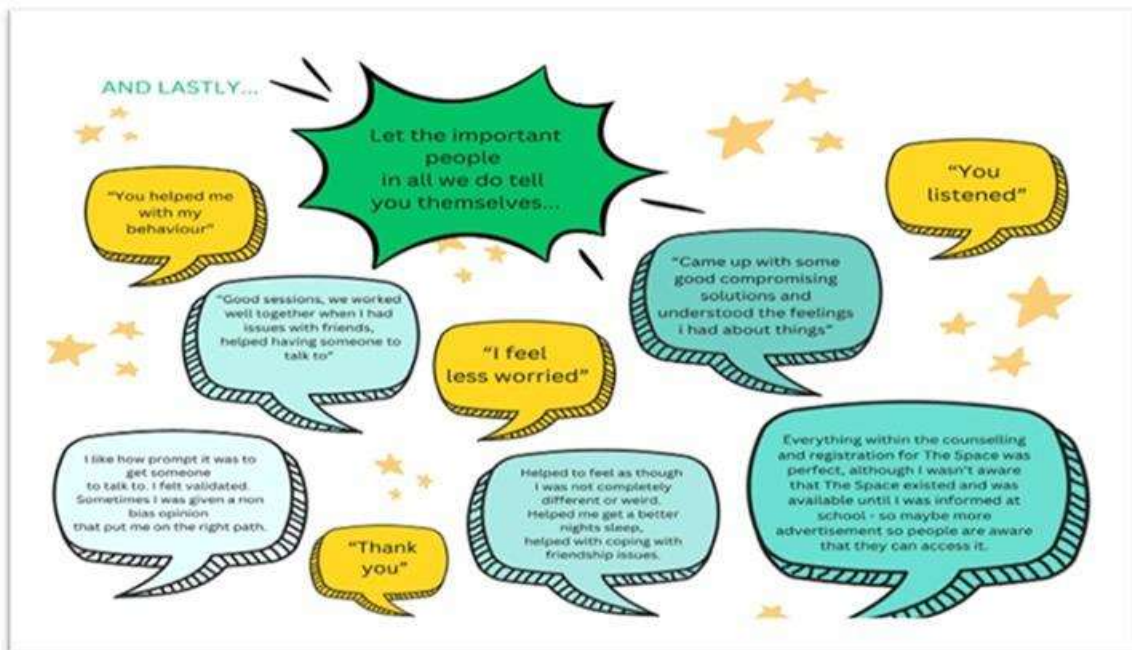 AND LASTLY...
Let the important
people
in all we do tell
you themselves...
"You
listened"
"You helped me
with my
behaviour"
"Came up with some
good compromising
solutions and
understood the feelings
i had about things"
"Good sessions, we worked
well together when I had
issues with friends,
helped having someone to
talk to"
"I feel
less worried"
I like how prompt it was to
get someone
to talk to. I felt validated.
Sometimes I was given a non
bias opinion
that put me on the right path.
Helped to feel as though
I was not completely
different or weird.
Helped me get a better
nights sleep,
helped with coping with
friendship issues.
Everything within the counselling
and registration for The Space was
perfect, although I wasn't aware
that The Space existed and was
available until I was informed at
school - so maybe more
advertisement so people are aware
that they can access it.
"Thank
you"